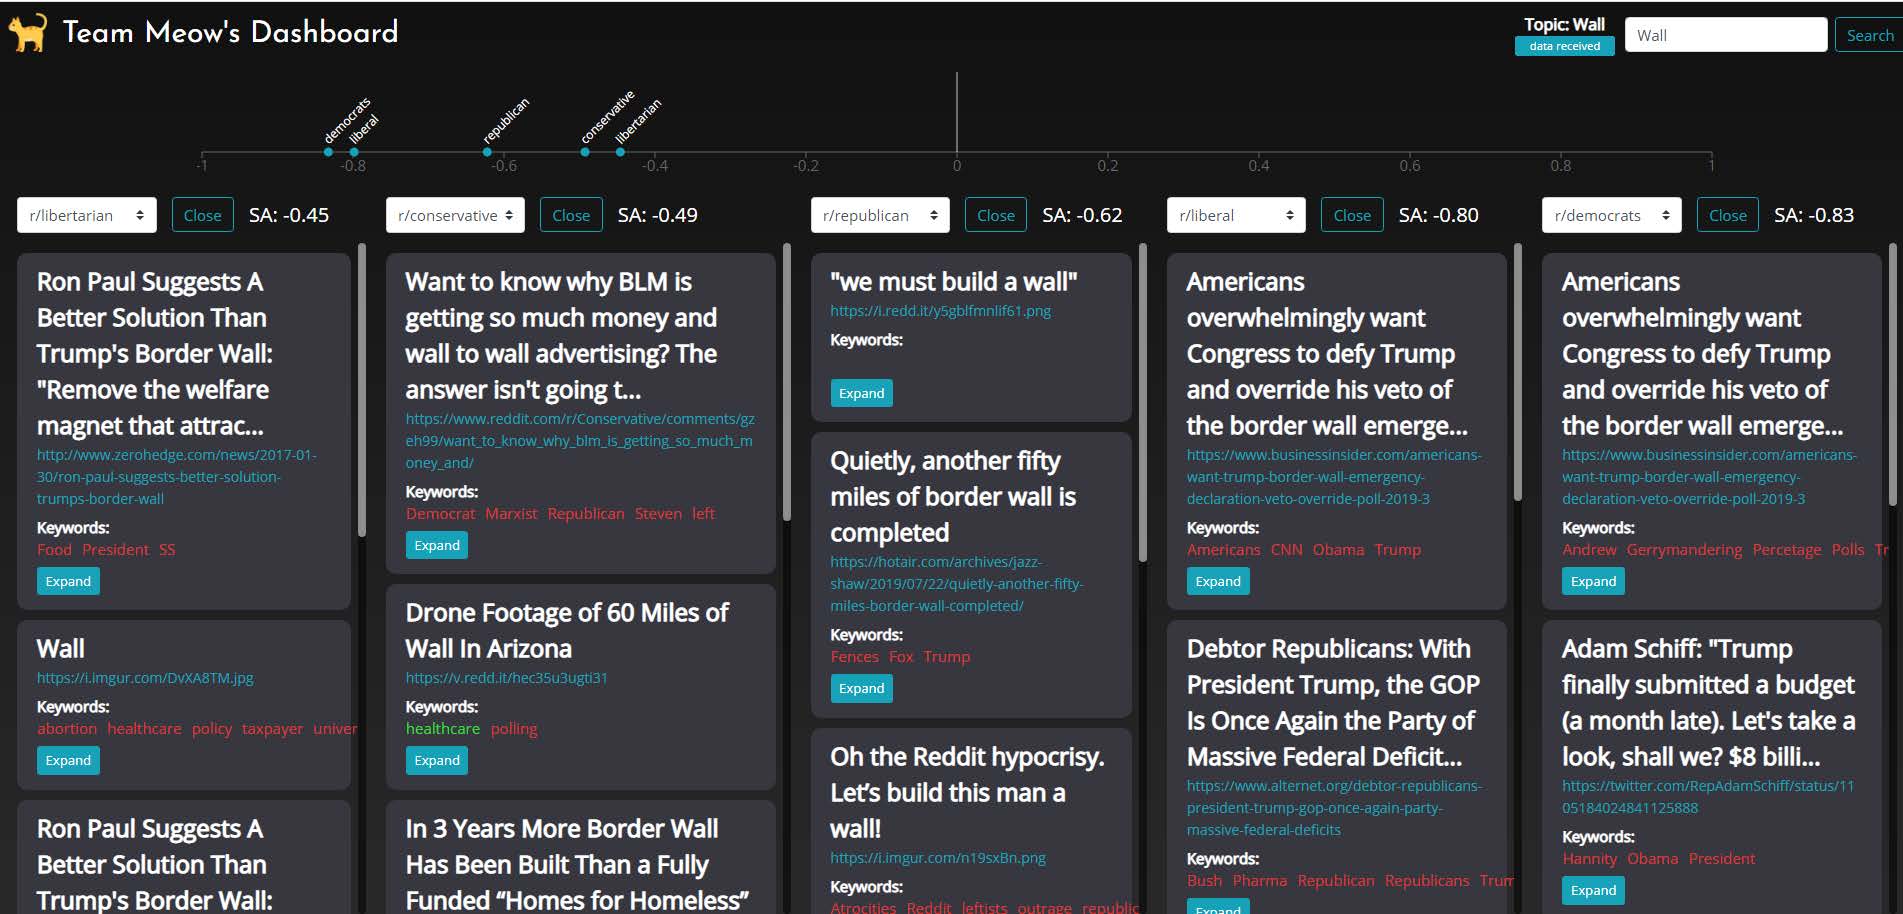 Team Meow's Dashboard
Topic: Wall
data received
Wall
Search
democrats
liberal
republican
conservative
libertarian
-1
-0.8
-0.6
-0.4
-0.2
0
0.2
0.4
0.6
0.8
1
r/libertarian
Close
SA: -0.45
Ron Paul Suggests A
Better Solution Than
Trump's Border Wall:
"Remove the welfare
magnet that attrac...
http://www.zerohedge.com/news/2017-01-
30/ron-paul-suggests-better-solution-
trumps-border-wall
Keywords:
Food President SS
Expand
Wall
https://i.imgur.com/DvXA8TM.jpg
Keywords:
abortion healthcare policy taxpayer univer
Expand
Ron Paul Suggests A
Better Solution Than
Trump's Border Wall:
r/conservative
Close
SA: -0.49
Want to know why BLM is
getting so much money and
wall to wall advertising? The
answer isn't going t...
https://www.reddit.com/r/Conservative/comments/gz
eh99/want_to_know_why_blm_is_getting_so_much_m
oney_and/
Keywords:
Democrat Marxist Republican Steven left
Expand
Drone Footage of 60 Miles of
Wall In Arizona
https://v.redd.it/hec35u3ugti31
Keywords:
healthcare polling
Expand
In 3 Years More Border Wall
Has Been Built Than a Fully
Funded “Homes for Homeless”
r/republican
Close
SA: -0.62
"we must build a wall"
https://i.redd.it/y5gblfmnlif61.png
Keywords:
Expand
Quietly, another fifty
miles of border wall is
completed
https://hotair.com/archives/jazz-
shaw/2019/07/22/quietly-another-fifty-
miles-border-wall-completed/
Keywords:
Fences Fox Trump
Expand
Oh the Reddit hypocrisy.
Let’s build this man a
wall!
https://i.imgur.com/n19sxBn.png
Keywords:
Atrocities Reddit leftists outrage republic
r/liberal
Close
SA: -0.80
Americans
overwhelmingly want
Congress to defy Trump
and override his veto of
the border wall emerge...
https://www.businessinsider.com/americans-
want-trump-border-wall-emergency-
declaration-veto-override-poll-2019-3
Keywords:
Americans CNN Obama Trump
Expand
Debtor Republicans: With
President Trump, the GOP
Is Once Again the Party of
Massive Federal Deficit...
https://www.alternet.org/debtor-republicans-
president-trump-gop-once-again-party-
massive-federal-deficits
Keywords:
Bush Pharma Republican Republicans Trum
Expand
r/democrats
Close
SA: -0.83
Americans
overwhelmingly want
Congress to defy Trump
and override his veto of
the border wall emerge...
https://www.businessinsider.com/americans-
want-trump-border-wall-emergency-
declaration-veto-override-poll-2019-3
Keywords:
Andrew Gerrymandering Percetage Polls Tr
Expand
Adam Schiff: "Trump
finally submitted a budget
(a month late). Let's take a
look, shall we? $8 billi...
https://twitter.com/RepAdamSchiff/status/11
05184024841125888
Keywords:
Hannity Obama President
Expand